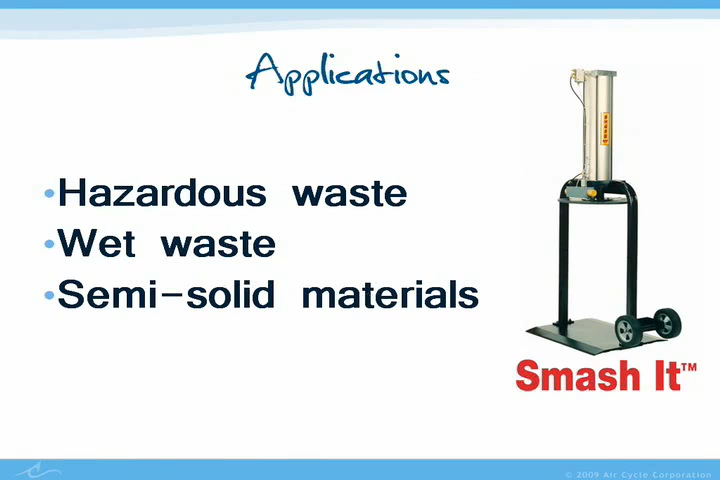 Applications
•Hazardous waste
•Wet waste
•Semi-solid materials
Smash It™
© 2009 Air Cycle Corporation